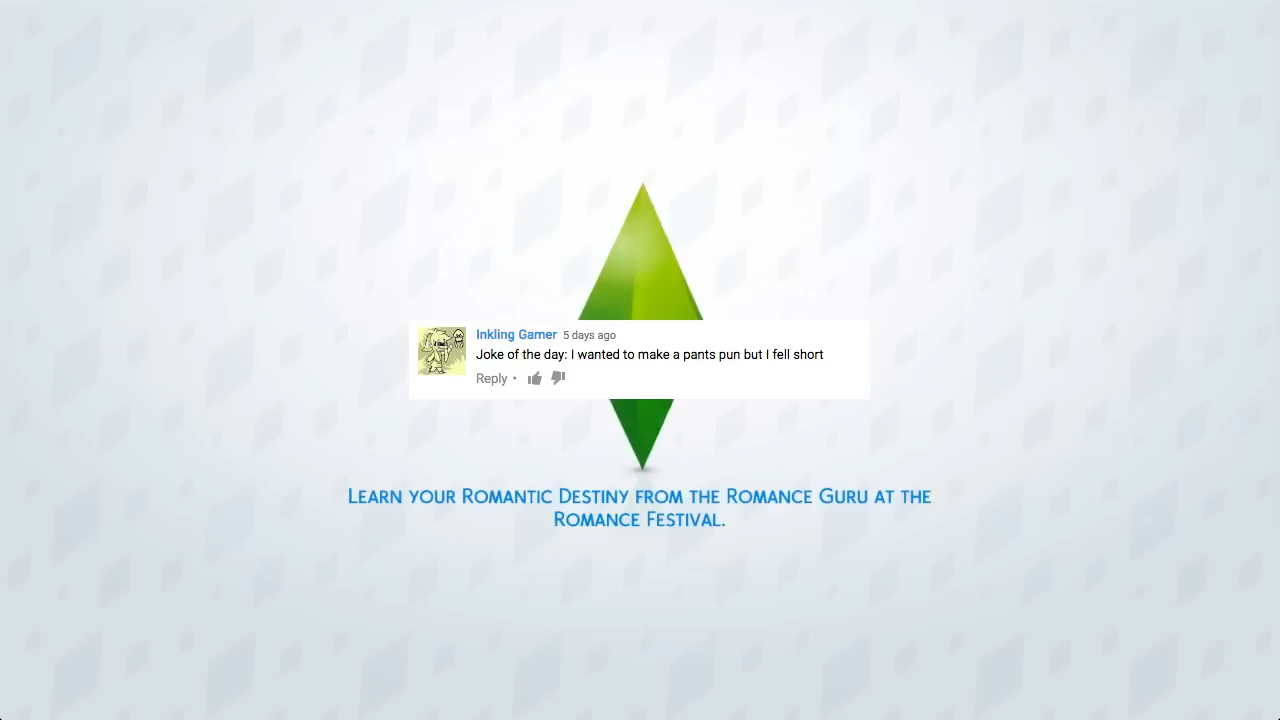 Inkling Gamer 5 days ago
Joke of the day: I wanted to make a pants pun but I fell short
Reply •
Learn your Romantic Destiny from the Romance Guru at the
Romance Festival.